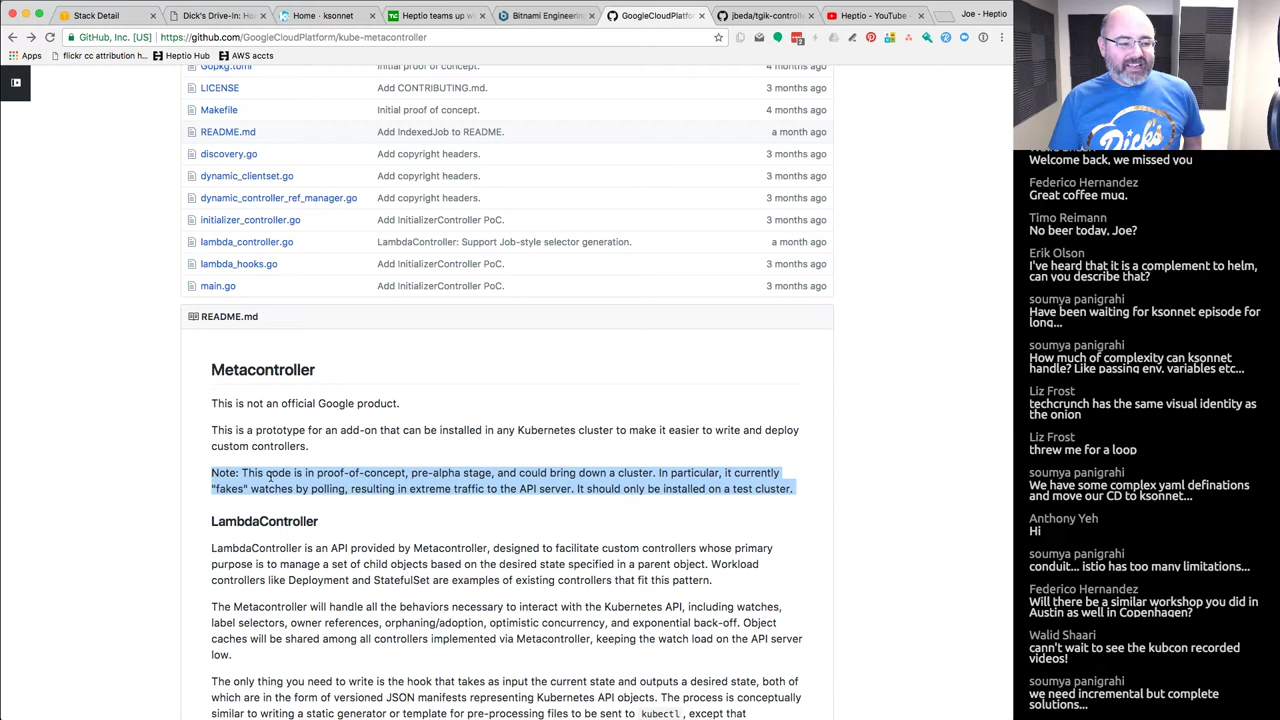 Stack Detail
Dick's Drive-In: Ho
Home · ksonnet
Heptio teams up w
Bitnami Engineering
GoogleCloudPlatfo
jbeda/tgik-controlle
Heptio - YouTube -
Joe - Heptio
GitHub, Inc. [US]
https://github.com/GoogleCloudPlatform/kube-metacontroller
Apps
flickr cc attribution h...
Heptio Hub
AWS accts
Gopkg.toml
Initial proof of concept.
4 months ago
LICENSE
Add CONTRIBUTING.md.
3 months ago
Makefile
Initial proof of concept.
4 months ago
README.md
Add IndexedJob to README.
a month ago
discovery.go
Add copyright headers.
3 months ago
dynamic_clientset.go
Add copyright headers.
3 months ago
dynamic_controller_ref_manager.go
Add copyright headers.
3 months ago
initializer_controller.go
Add InitializerController PoC.
3 months ago
lambda_controller.go
LambdaController: Support Job-style selector generation.
a month ago
lambda_hooks.go
Add InitializerController PoC.
3 months ago
main.go
Add InitializerController PoC.
3 months ago
README.md
Metacontroller
This is not an official Google product.
This is a prototype for an add-on that can be installed in any Kubernetes cluster to make it easier to write and deploy
custom controllers.
Note: This code is in proof-of-concept, pre-alpha stage, and could bring down a cluster. In particular, it currently
"fakes" watches by polling, resulting in extreme traffic to the API server. It should only be installed on a test cluster.
LambdaController
LambdaController is an API provided by Metacontroller, designed to facilitate custom controllers whose primary
purpose is to manage a set of child objects based on the desired state specified in a parent object. Workload
controllers like Deployment and StatefulSet are examples of existing controllers that fit this pattern.
The Metacontroller will handle all the behaviors necessary to interact with the Kubernetes API, including watches,
label selectors, owner references, orphaning/adoption, optimistic concurrency, and exponential back-off. Object
caches will be shared among all controllers implemented via Metacontroller, keeping the watch load on the API server
low.
The only thing you need to write is the hook that takes as input the current state and outputs a desired state, both of
which are in the form of versioned JSON manifests representing Kubernetes API objects. The process is conceptually
similar to writing a static generator or template for pre-processing files to be sent to kubectl, except that
Dick's
Welcome back, we missed you
Federico Hernandez
Great coffee mug.
Timo Reimann
No beer today, Joe?
Erik Olson
I've heard that it is a complement to helm,
can you describe that?
soumya panigrahi
Have been waiting for ksonnet episode for
long...
soumya panigrahi
How much of complexity can ksonnet
handle? Like passing env. variables etc...
Liz Frost
techcrunch has the same visual identity as
the onion
Liz Frost
threw me for a loop
soumya panigrahi
We have some complex yaml definations
and move our CD to ksonnet...
Anthony Yeh
Hi
soumya panigrahi
conduit... istio has too many limitations...
Federico Hernandez
Will there be a similar workshop you did in
Austin as well in Copenhagen?
Walid Shaari
cann't wait to see the kubcon recorded
videos!
soumya panigrahi
we need incremental but complete
solutions...